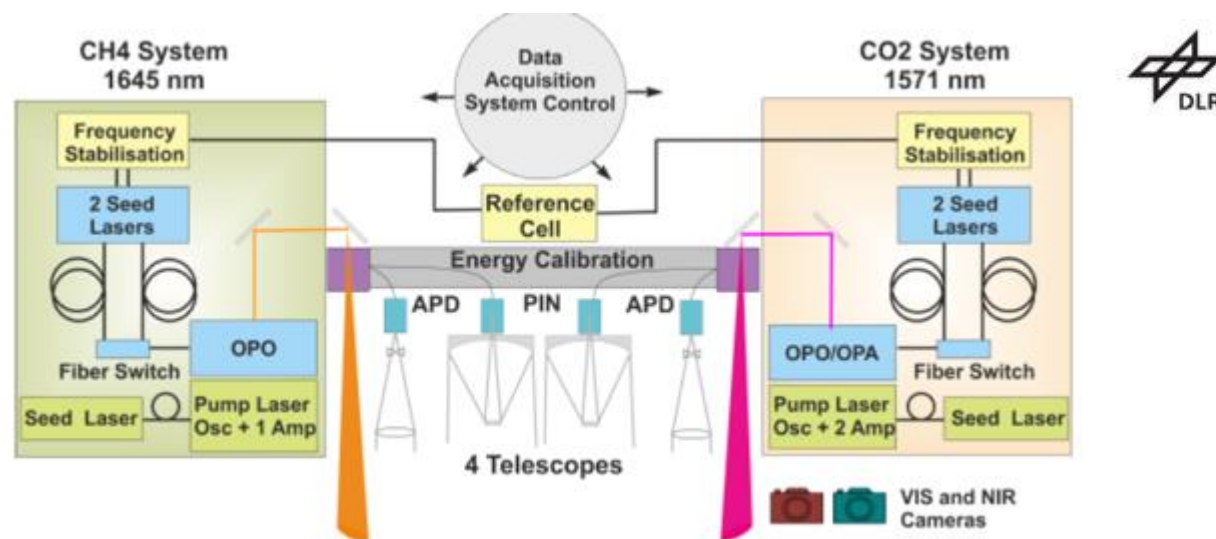 CH4 System
1645 nm
Data
Acquisition
System Control
CO2 System
1571 nm
DLR
Frequency
Stabilisation
2 Seed
Lasers
OPO
Fiber Switch
Seed Laser
Pump Laser
Osc + 1 Amp
Reference
Cell
Energy Calibration
APD
PIN
APD
4 Telescopes
Frequency
Stabilisation
2 Seed
Lasers
OPO/OPA
Fiber Switch
Pump Laser
Osc + 2 Amp
Seed Laser
VIS and NIR
Cameras